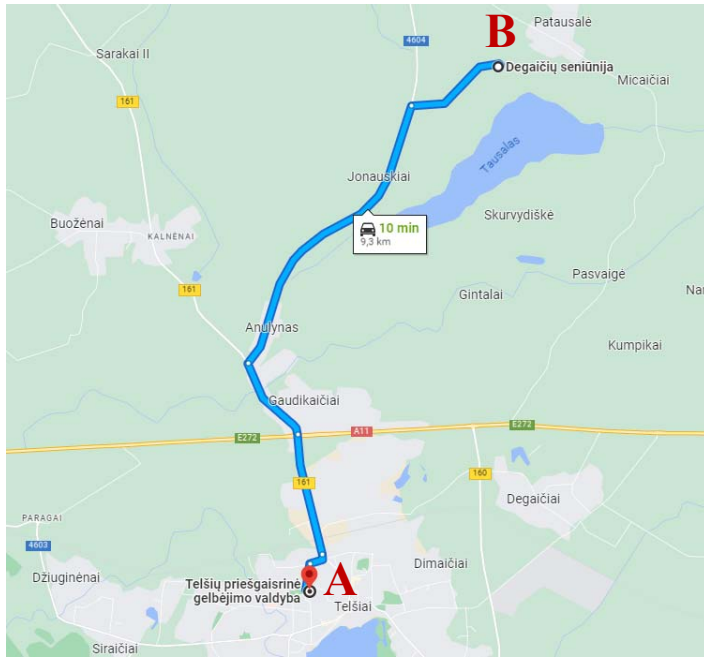 B
Patausalė
4604
Sarakai II
Degaičių seniūnija
Micaičiai
161
Tausalas
Jonauskiai
Skurvydiškė
10 min
9,3 km
Buožėnai
KALNĖNAI
Pasvaigė
161
Gintalai
Nau
Anulynas
Kumpikai
Gaudikaičiai
E272
A11
E272
161
160
Degaičiai
PARAGAI
4603
Dimaičiai
Džiuginėnai
Telšių priešgaisrinė
gelbėjimo valdyba
A
Telšiai
Siraičiai